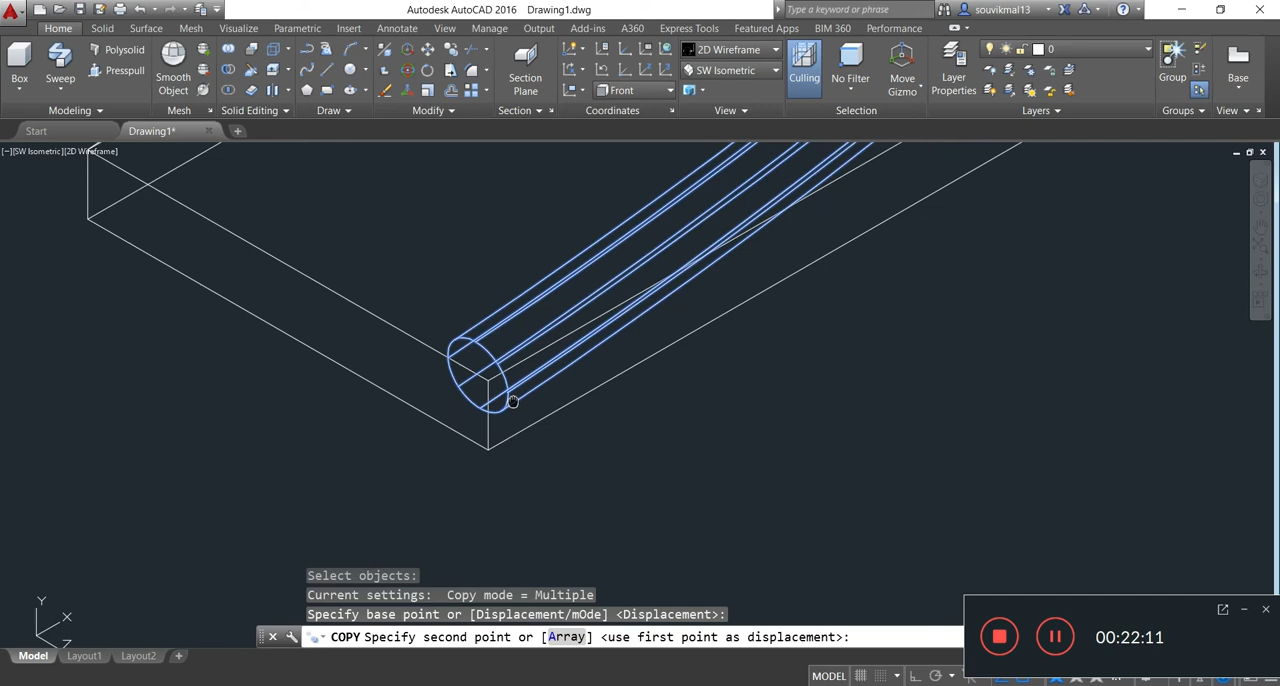 Autodesk AutoCAD 2016 Drawing1.dwg
Type a keyword or phrase
souvikmal13
Home Solid Surface Mesh Visualize Parametric Insert Annotate View Manage Output Add-ins A360 Express Tools Featured Apps BIM 360 Performance
Box
Sweep
Polysolid
Presspull
Smooth Object
Section Plane
Front
2D Wireframe
SW Isometric
Culling
No Filter
Move Gizmo
Layer Properties
0
Group
Base
Modeling Mesh Solid Editing Draw Modify Section Coordinates View Selection Layers Groups View
Start Drawing1*
[−][SW Isometric][2D Wireframe]
Select objects:
Current settings: Copy mode = Multiple
Specify base point or [Displacement/mOde] <Displacement>:
COPY Specify second point or [Array] <use first point as displacement>:
Y
X
Z
00:22:11
Model Layout1 Layout2
MODEL